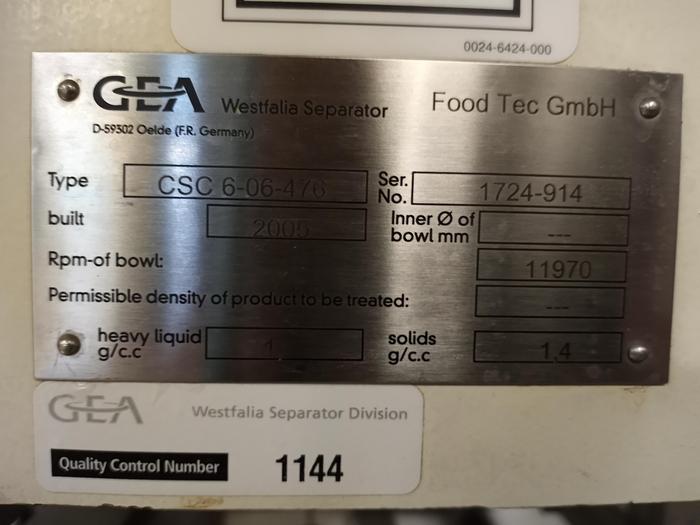 0024-6424-000
GEA Westfalia Separator Food Tec GmbH
D-59302 Oelde (F.R. Germany)
Type CSC 6-06-476 Ser. No. 1724-914
built 2005 Inner Ø of bowl mm ---
Rpm-of bowl: 11970
Permissible density of product to be treated: ---
heavy liquid g/c.c 1 solids g/c.c 1,4
GEA Westfalia Separator Division
Quality Control Number 1144